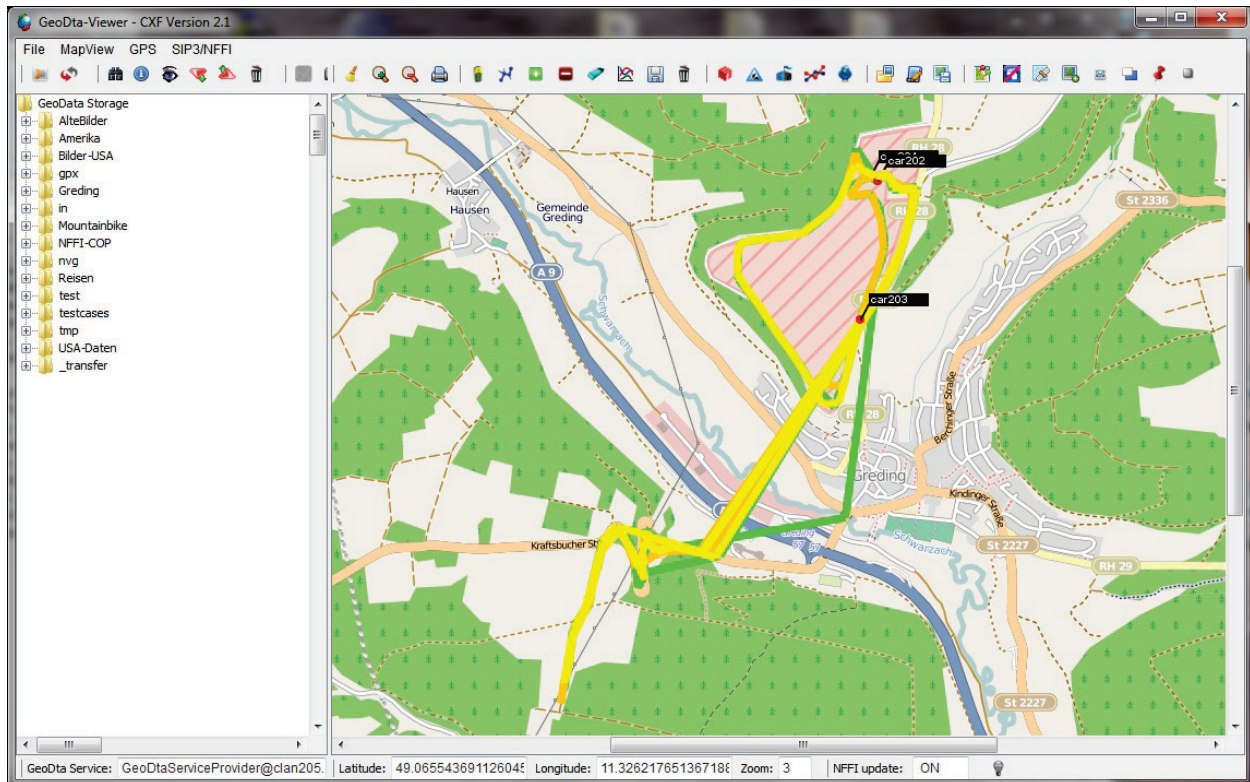 GeoDta-Viewer - CXF Version 2.1
File MapView GPS SIP3/NFFI
GeoData Storage
AlteBilder
Amerika
Bilder-USA
gpx
Greding
in
Mountainbike
NFFI-COP
nvg
Reisen
test
testcases
tmp
USA-Daten
_transfer
RH 28
car202
Hausen
Hausen
Gemeinde
Greding
St 2336
RH 28
A 9
Schwarzach
car203
RH 28
Berchinger Straße
Greding
Kindinger Straße
Kraftsbucher
Schwarzach
St 2227
RH 29
St 2227
GeoDta Service: GeoDtaServiceProvider@clan205. Latitude: 49.06554369112604 Longitude: 11.32621765136718 Zoom: 3 NFFI update: ON